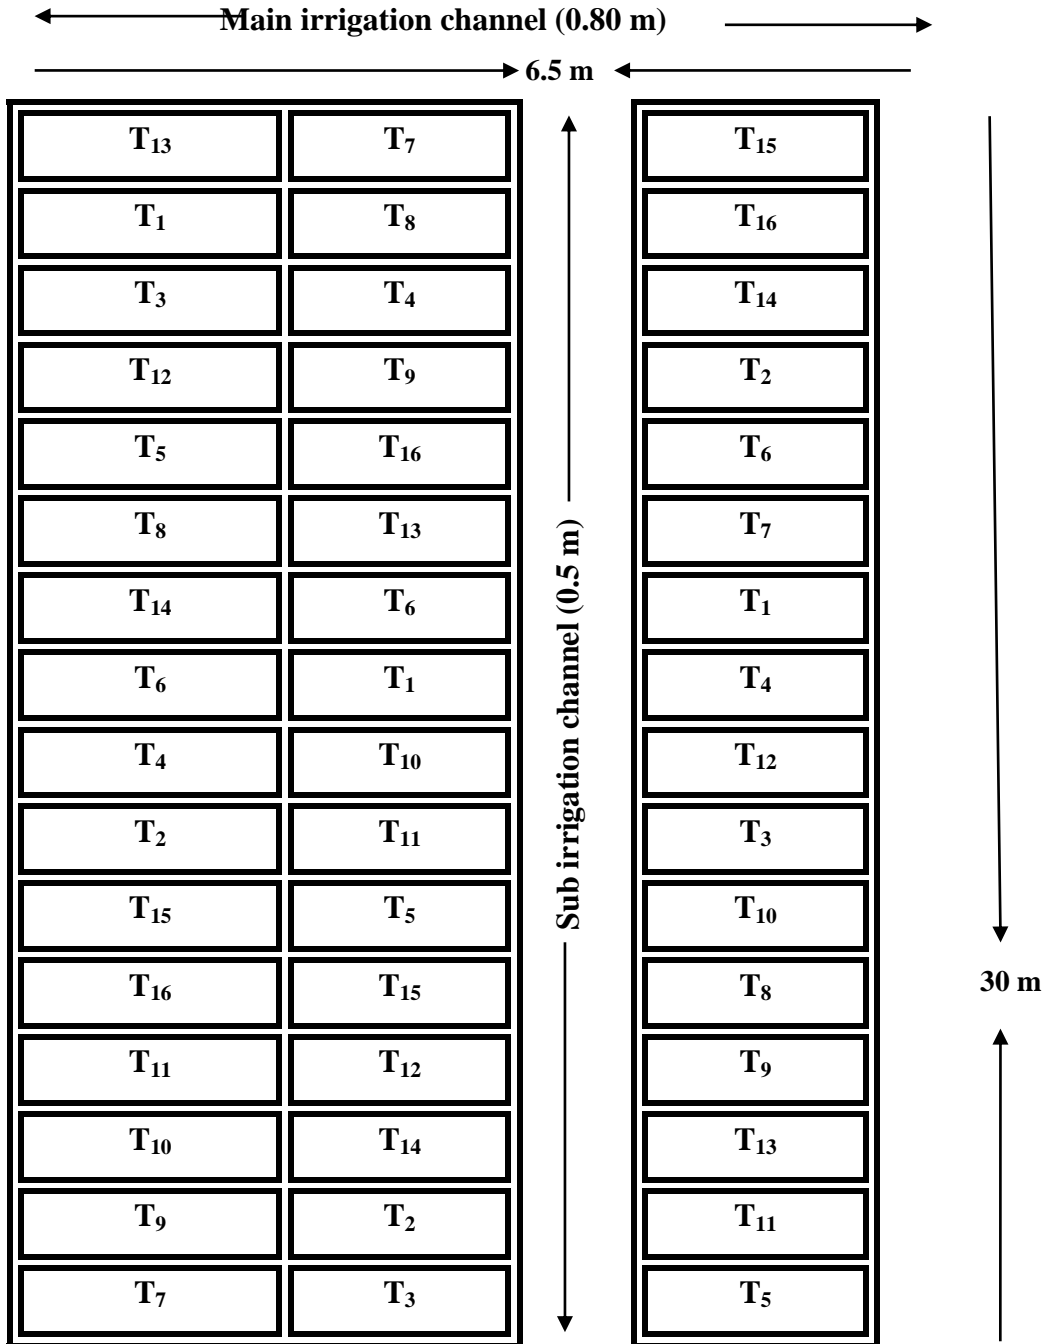 Main irrigation channel (0.80 m)
6.5 m
T₁₃ T₇ T₁₅
T₁ T₈ T₁₆
T₃ T₄ T₁₄
T₁₂ T₉ T₂
T₅ T₁₆ T₆
T₈ T₁₃ T₇
T₁₄ T₆ T₁
T₆ T₁ T₄
T₄ T₁₀ T₁₂
T₂ T₁₁ T₃
T₁₅ T₅ T₁₀
T₁₆ T₁₅ T₈
T₁₁ T₁₂ T₉
T₁₀ T₁₄ T₁₃
T₉ T₂ T₁₁
T₇ T₃ T₅
Sub irrigation channel (0.5 m)
30 m